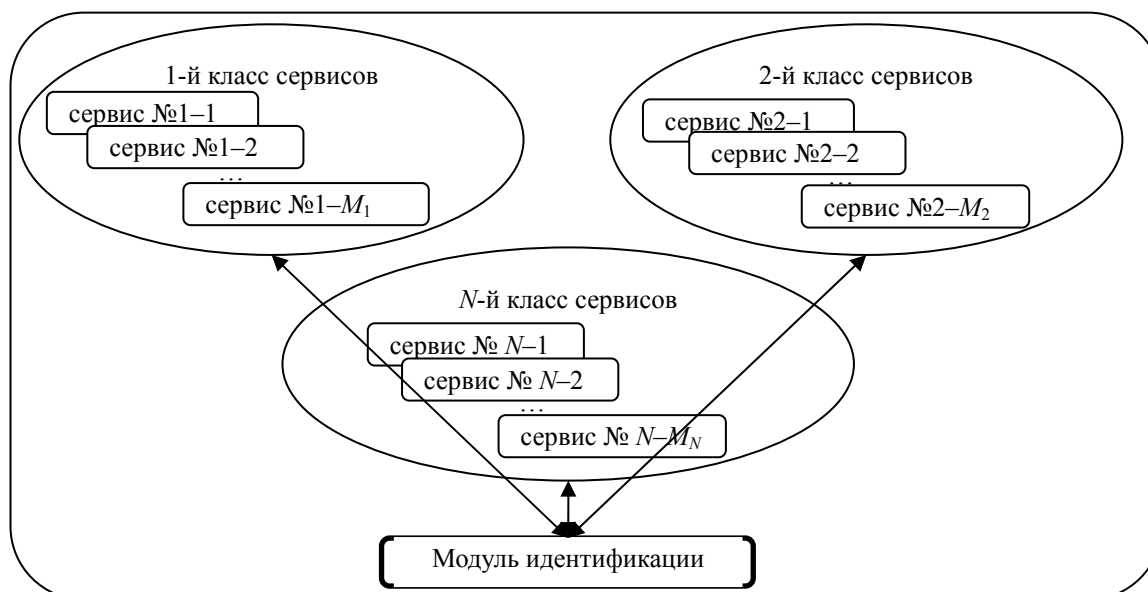 1-й класс сервисов
сервис №1–1
сервис №1–2
...
сервис №1–M₁
2-й класс сервисов
сервис №2–1
сервис №2–2
...
сервис №2–M₂
N-й класс сервисов
сервис № N–1
сервис № N–2
...
сервис № N–M_N
Модуль идентификации